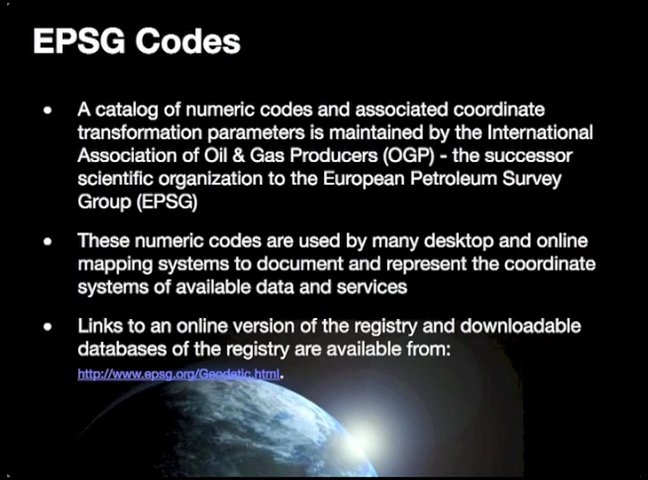 EPSG Codes
• A catalog of numeric codes and associated coordinate
transformation parameters is maintained by the International
Association of Oil & Gas Producers (OGP) - the successor
scientific organization to the European Petroleum Survey
Group (EPSG)
• These numeric codes are used by many desktop and online
mapping systems to document and represent the coordinate
systems of available data and services
• Links to an online version of the registry and downloadable
databases of the registry are available from:
http://www.epsg.org/Geodetic.html.